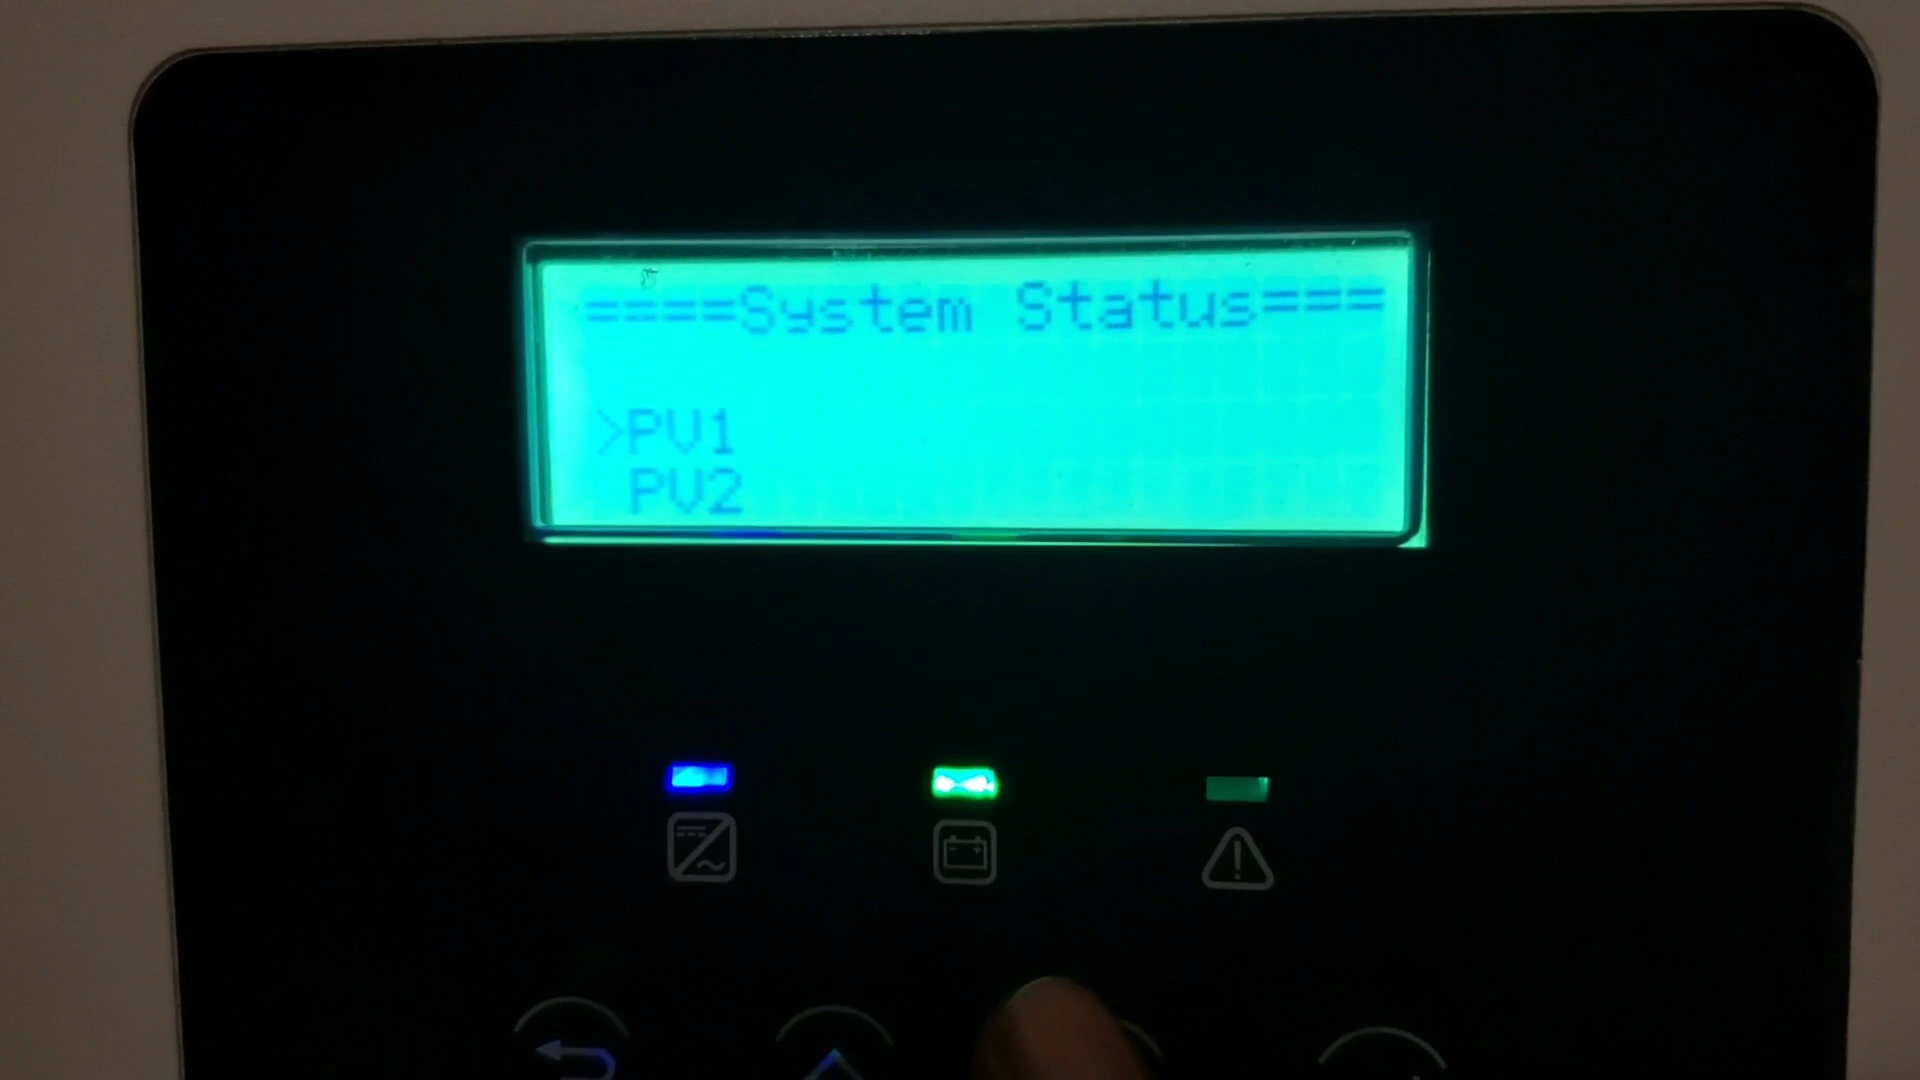 ====System Status===
>PV1
PV2